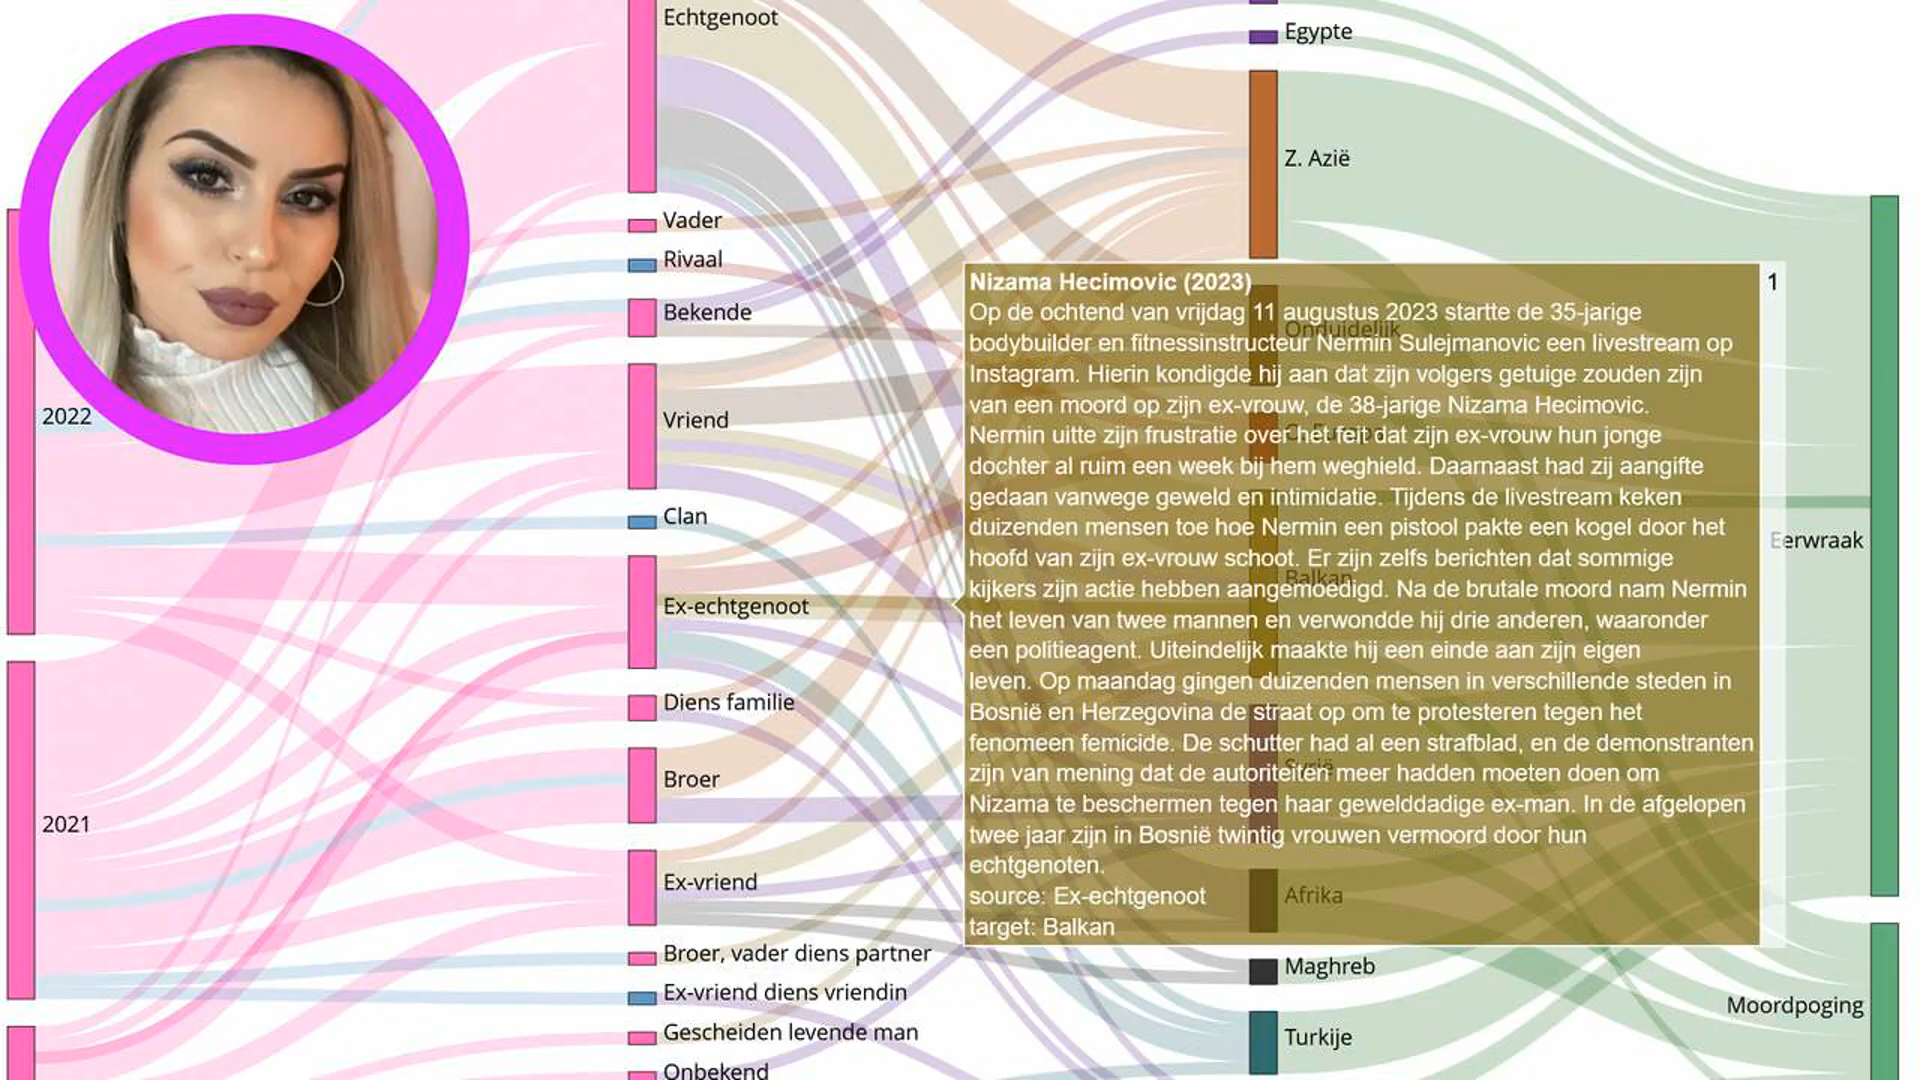 Echtgenoot
Vader
Rivaal
Bekende
2022
Vriend
Clan
Ex-echtgenoot
Diens familie
Broer
2021
Ex-vriend
Broer, vader diens partner
Ex-vriend diens vriendin
Gescheiden levende man
Onbekend
Egypte
Z. Azië
Nizama Hecimovic (2023)
1
Op de ochtend van vrijdag 11 augustus 2023 startte de 35-jarige
bodybuilder en fitnessinstructeur Nermin Sulejmanovic een livestream op
Instagram. Hierin kondigde hij aan dat zijn volgers getuige zouden zijn
van een moord op zijn ex-vrouw, de 38-jarige Nizama Hecimovic.
Nermin uitte zijn frustratie over het feit dat zijn ex-vrouw hun jonge
dochter al ruim een week bij hem weghield. Daarnaast had zij aangifte
gedaan vanwege geweld en intimidatie. Tijdens de livestream keken
duizenden mensen toe hoe Nermin een pistool pakte een kogel door het
hoofd van zijn ex-vrouw schoot. Er zijn zelfs berichten dat sommige
kijkers zijn actie hebben aangemoedigd. Na de brutale moord nam Nermin
het leven van twee mannen en verwondde hij drie anderen, waaronder
een politieagent. Uiteindelijk maakte hij een einde aan zijn eigen
leven. Op maandag gingen duizenden mensen in verschillende steden in
Bosnië en Herzegovina de straat op om te protesteren tegen het
fenomeen femicide. De schutter had al een strafblad, en de demonstranten
zijn van mening dat de autoriteiten meer hadden moeten doen om
Nizama te beschermen tegen haar gewelddadige ex-man. In de afgelopen
twee jaar zijn in Bosnië twintig vrouwen vermoord door hun
echtgenoten.
source: Ex-echtgenoot
target: Balkan
Onduidelijk
Balkan
Syrië
Afrika
Maghreb
Turkije
Eerwraak
Moordpoging